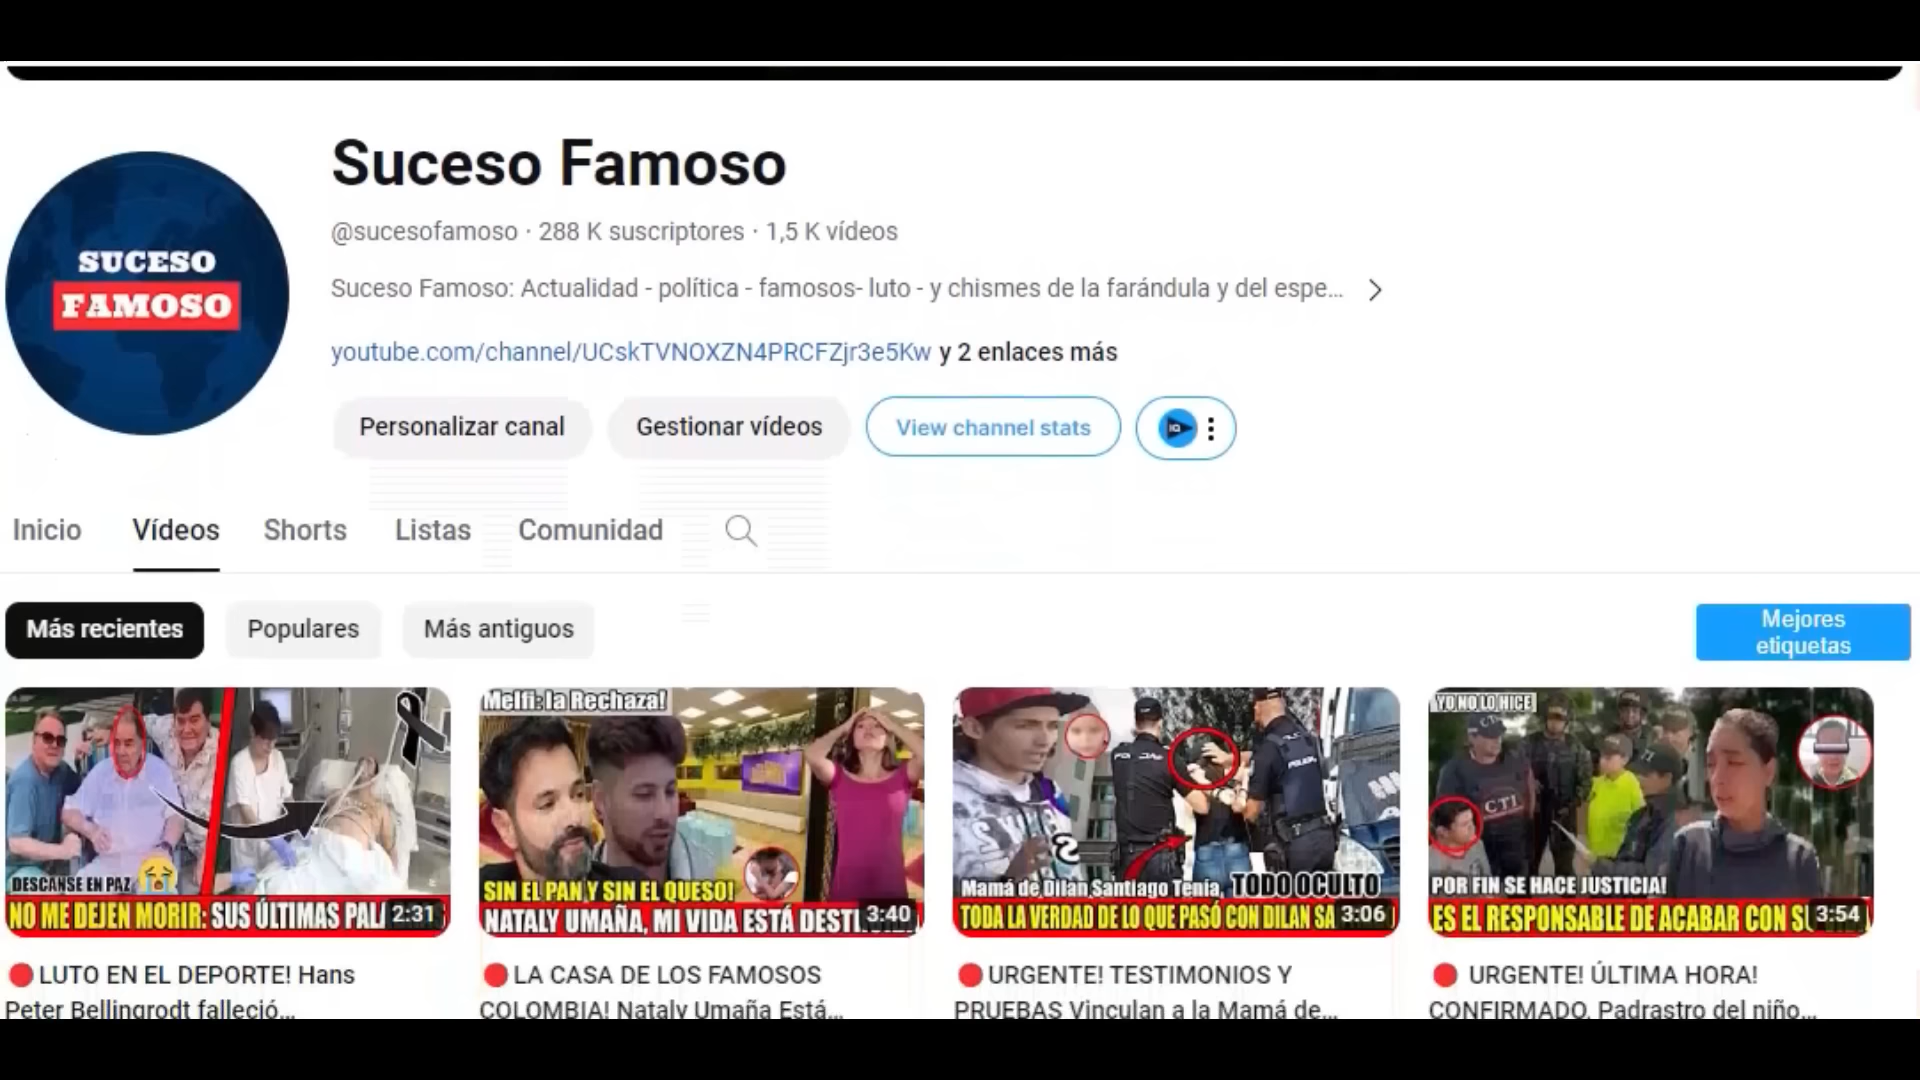 SUCESO
FAMOSO
Suceso Famoso
@sucesofamoso · 288 K suscriptores · 1,5 K vídeos
Suceso Famoso: Actualidad - política - famosos- luto - y chismes de la farándula y del espe...
youtube.com/channel/UCskTVNOXZN4PRCFZjr3e5Kw y 2 enlaces más
Personalizar canal
Gestionar vídeos
View channel stats
Inicio
Vídeos
Shorts
Listas
Comunidad
Más recientes
Populares
Más antiguos
Mejores
etiquetas
DESCANSE EN PAZ
NO ME DEJEN MORIR: SUS ÚLTIMAS
2:31
LUTO EN EL DEPORTE! Hans
Peter Bellingrodt falleció...
Melfi: la Rechaza!
SIN EL PAN Y SIN EL QUESO!
NATALY UMAÑA, MI VIDA ESTÁ
3:40
LA CASA DE LOS FAMOSOS
COLOMBIA! Nataly Umaña Está...
Mamá de Dilan Santiago Tenía, TODO OCULTO
TODA LA VERDAD DE LO QUE PASÓ CON DILAN SA
3:06
URGENTE! TESTIMONIOS Y
PRUEBAS Vinculan a la Mamá de...
YO NO LO HICE
CTI
POR FIN SE HACE JUSTICIA!
ES EL RESPONSABLE DE ACABAR CON
3:54
URGENTE! ÚLTIMA HORA!
CONFIRMADO. Padrastro del niño...